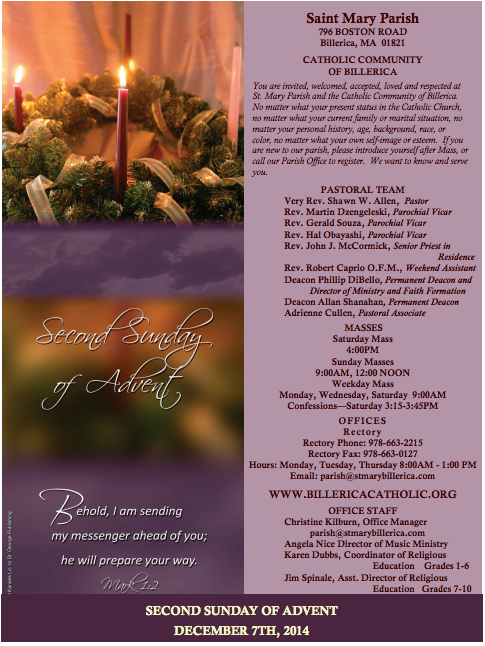 Second Sunday
of Advent
Behold, I am sending
my messenger ahead of you;
he will prepare your way.
Mark 1:2
Saint Mary Parish
796 BOSTON ROAD
Billerica, MA  01821
CATHOLIC COMMUNITY
OF BILLERICA
You are invited, welcomed, accepted, loved and respected at
St. Mary Parish and the Catholic Community of Billerica.
No matter what your present status in the Catholic Church,
no matter what your current family or marital situation, no
matter your personal history, age, background, race, or
color, no matter what your own self-image or esteem.  If you
are new to our parish, please introduce yourself after Mass, or
call our Parish Office to register.  We want to know and serve
you.
PASTORAL TEAM
Very Rev. Shawn W. Allen,  Pastor
Rev. Martin Dzengeleski, Parochial Vicar
Rev. Gerald Souza, Parochial Vicar
Rev. Hal Obayashi, Parochial Vicar
Rev. John J. McCormick, Senior Priest in
Residence
Rev. Robert Caprio O.F.M., Weekend Assistant
Deacon Phillip DiBello, Permanent Deacon and
Director of Ministry and Faith Formation
Deacon Allan Shanahan, Permanent Deacon
Adrienne Cullen, Pastoral Associate
MASSES
Saturday Mass
4:00PM
Sunday Masses
9:00AM, 12:00 NOON
Weekday Mass
Monday, Wednesday, Saturday  9:00AM
Confessions—Saturday 3:15-3:45PM
OFFICES
Rectory
Rectory Phone: 978-663-2215
Rectory Fax: 978-663-0127
Hours: Monday, Tuesday, Thursday 8:00AM - 1:00 PM
Email: parish@stmarybillerica.com
WWW.BILLERICACATHOLIC.ORG
OFFICE STAFF
Christine Kilburn, Office Manager
parish@stmarybillerica.com
Angela Nice Director of Music Ministry
Karen Dubbs, Coordinator of Religious
Education   Grades 1-6
Jim Spinale, Asst. Director of Religious
Education   Grades 7-10
SECOND SUNDAY OF ADVENT
DECEMBER 7TH, 2014